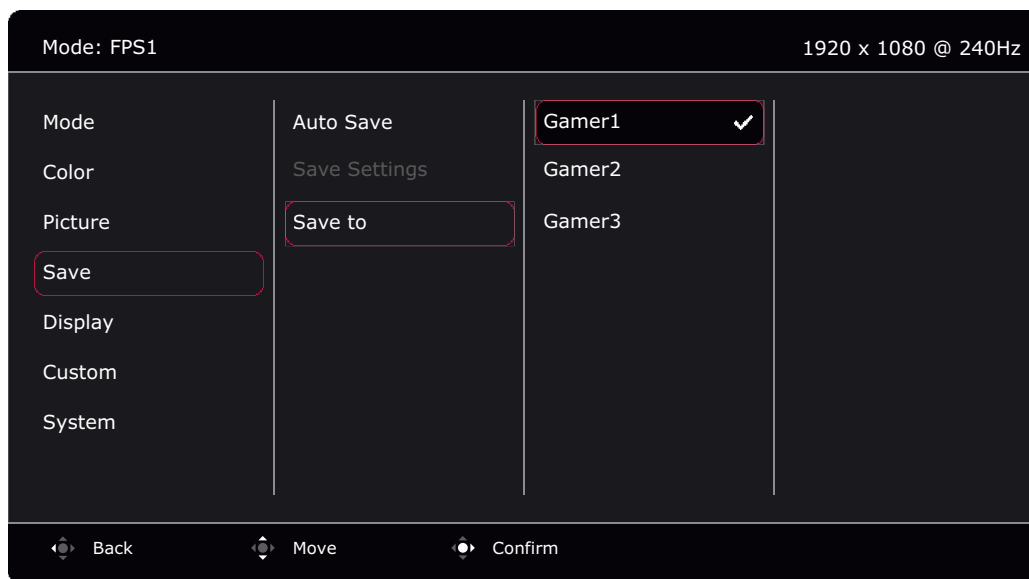 Mode: FPS1
1920 x 1080 @ 240Hz
Mode
Color
Picture
Save
Display
Custom
System
Auto Save
Save Settings
Save to
Gamer1
Gamer2
Gamer3
Back
Move
Confirm